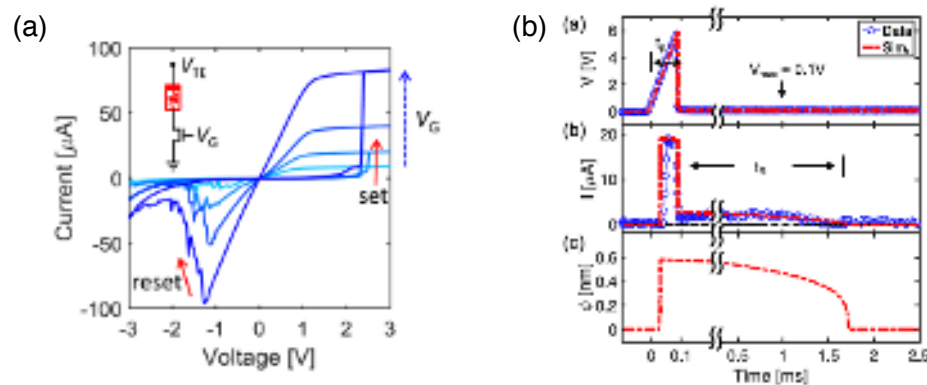 (a)
V_TE
V_G
V_G
set
reset
Current [μA]
100
50
0
-50
-100
-3 -2 -1 0 1 2 3
Voltage [V]
(b)
(a)
Data
Sim.
V [V]
6
4
2
0
= 0.1V
(b)
I [μA]
20
10
0
(c)
[nm]
0.6
0.4
0.2
0
0 0.1 0.5 1 1.5 2 2.5
Time [ms]